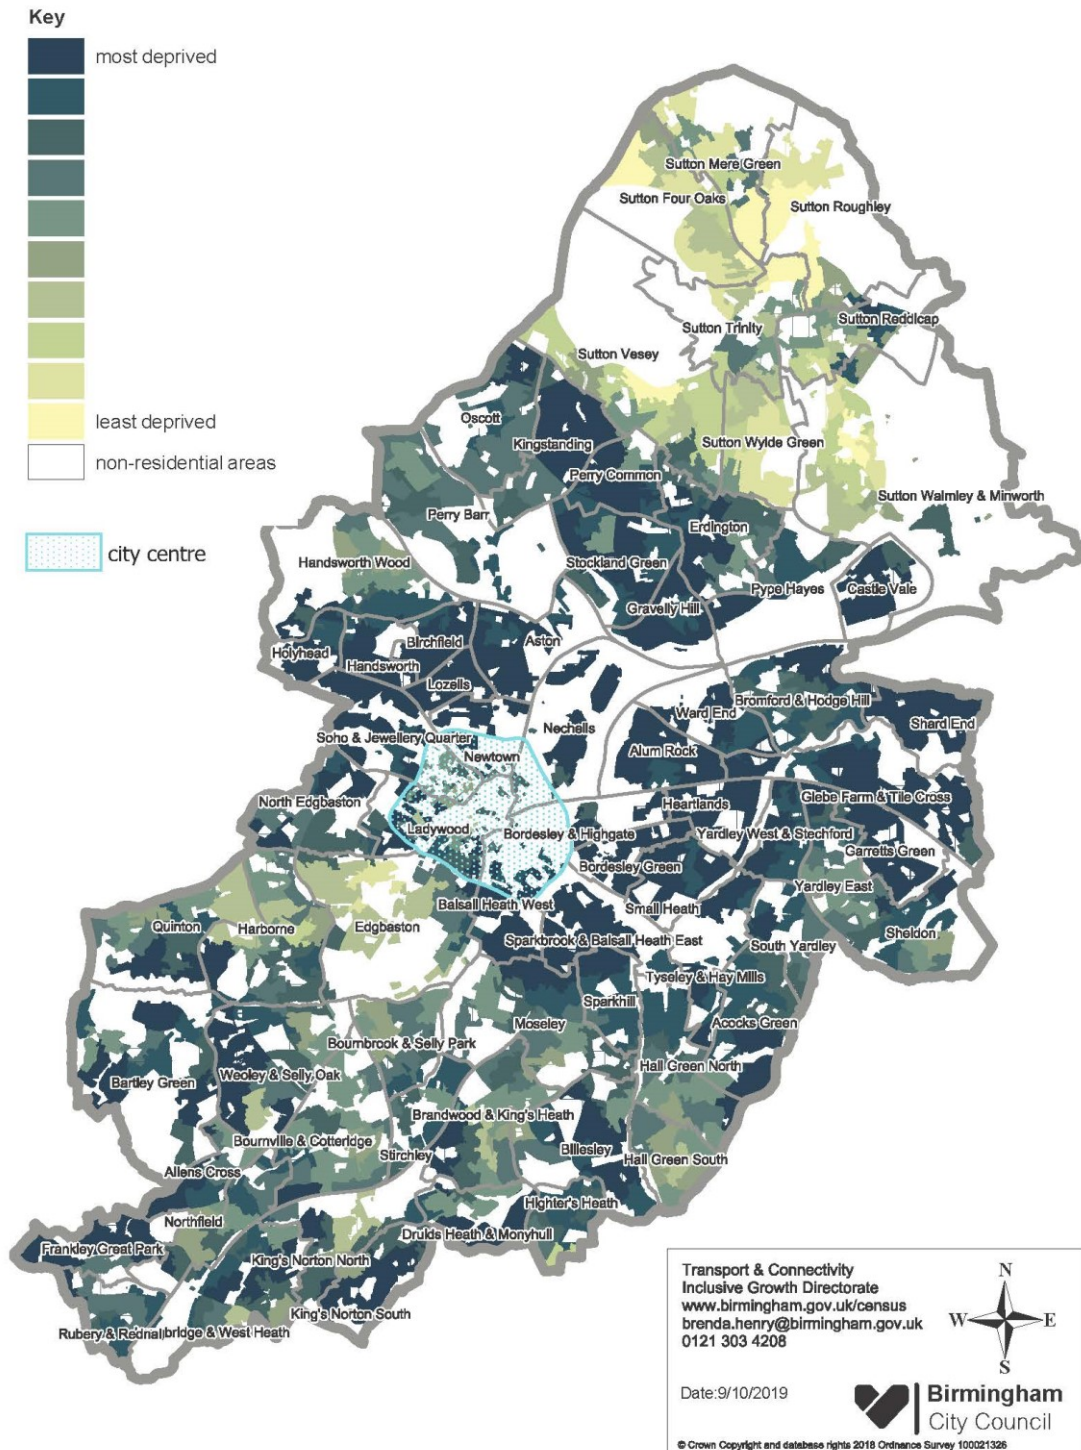 Key
most deprived
least deprived
non-residential areas
city centre
Sutton Mere Green
Sutton Four Oaks
Sutton Roughley
Sutton Reddicap
Sutton Trinity
Sutton Vesey
Oscott
Kingstanding
Sutton Wylde Green
Perry Common
Sutton Walmley & Minworth
Perry Barr
Erdington
Handsworth Wood
Stockland Green
Pype Hayes
Castle Vale
Gravelly Hill
Birchfield
Aston
Holyhead
Handsworth
Lozells
Bromford & Hodge Hill
Ward End
Shard End
Nechells
Soho & Jewellery Quarter
Alum Rock
Newtown
North Edgbaston
Heartlands
Glebe Farm & Tile Cross
Ladywood
Bordesley & Highgate
Yardley West & Stechford
Garretts Green
Bordesley Green
Yardley East
Balsall Heath West
Small Heath
Quinton
Harborne
Edgbaston
Sheldon
Sparkbrook & Balsall Heath East
South Yardley
Tyseley & Hay Mills
Sparkhill
Moseley
Acocks Green
Bournbrook & Selly Park
Hall Green North
Weoley & Selly Oak
Bartley Green
Brandwood & King's Heath
Bournville & Cotteridge
Billesley
Stirchley
Hall Green South
Allens Cross
Highter's Heath
Northfield
Druids Heath & Monyhull
Frankley Great Park
King's Norton North
King's Norton South
Rubery & Rednal
bridge & West Heath
Transport & Connectivity
Inclusive Growth Directorate
www.birmingham.gov.uk/census
brenda.henry@birmingham.gov.uk
0121 303 4208
N
W
E
S
Date:9/10/2019
Birmingham
City Council
© Crown Copyright and database rights 2018 Ordnance Survey 100021326